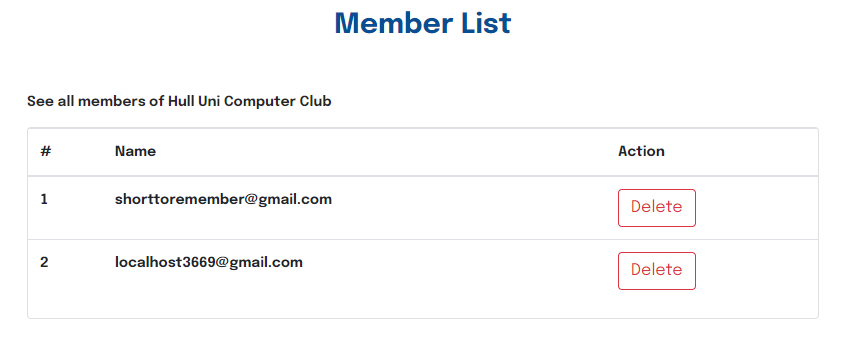 Member List
See all members of Hull Uni Computer Club
# Name Action
1 shorttoremember@gmail.com Delete
2 localhost3669@gmail.com Delete